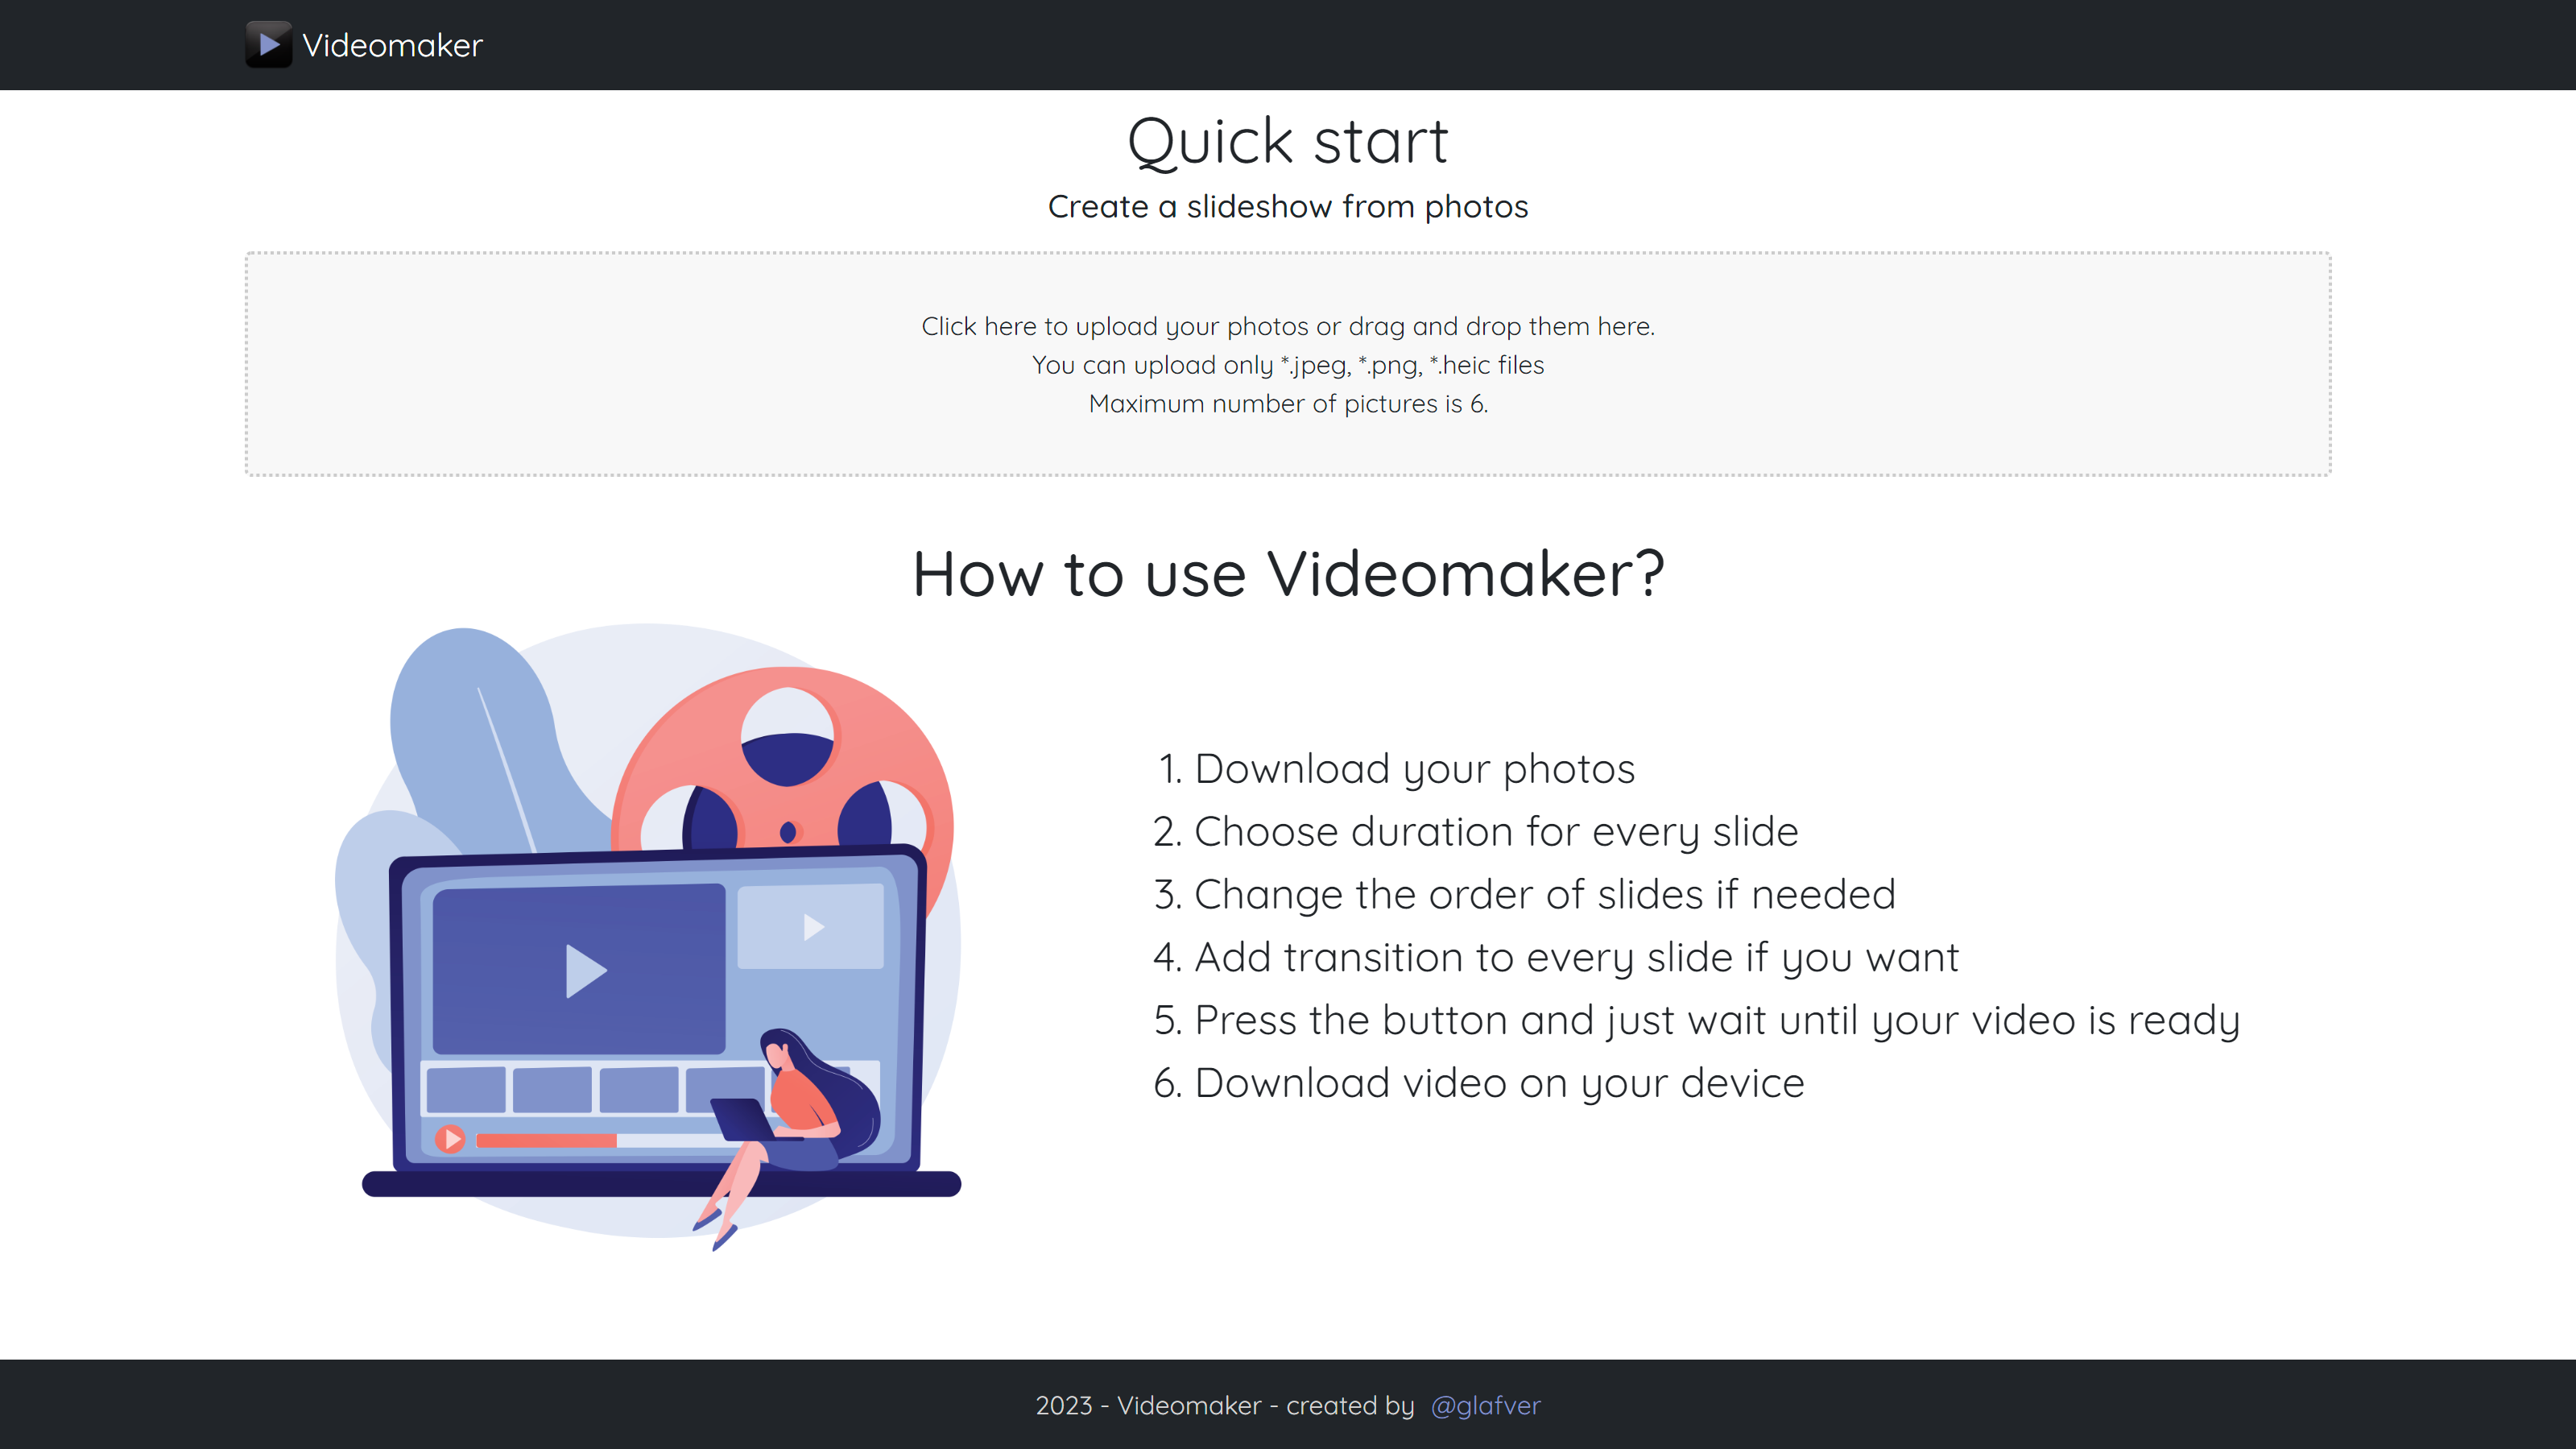 Videomaker
Quick start
Create a slideshow from photos
Click here to upload your photos or drag and drop them here.
You can upload only *.jpeg, *.png, *.heic files
Maximum number of pictures is 6.
How to use Videomaker?
1. Download your photos
2. Choose duration for every slide
3. Change the order of slides if needed
4. Add transition to every slide if you want
5. Press the button and just wait until your video is ready
6. Download video on your device
2023 - Videomaker - created by @glafver